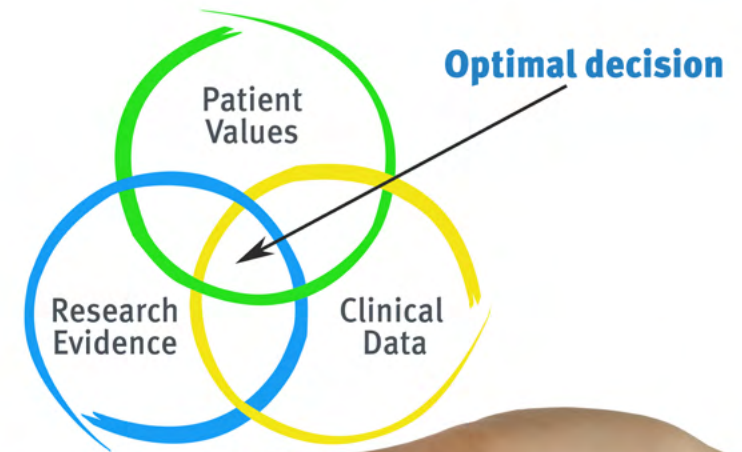 Optimal decision
Patient
Values
Research
Evidence
Clinical
Data